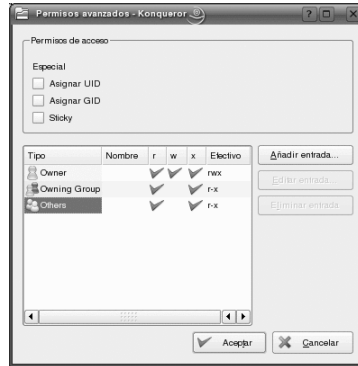 Permisos avanzados - Konqueror
Permisos de acceso
Especial
Asignar UID
Asignar GID
Sticky
Tipo Nombre r w x Efectivo
Owner rwx
Owning Group r-x
Others r-x
Añadir entrada...
Editar entrada...
Eliminar entrada
Aceptar
Cancelar